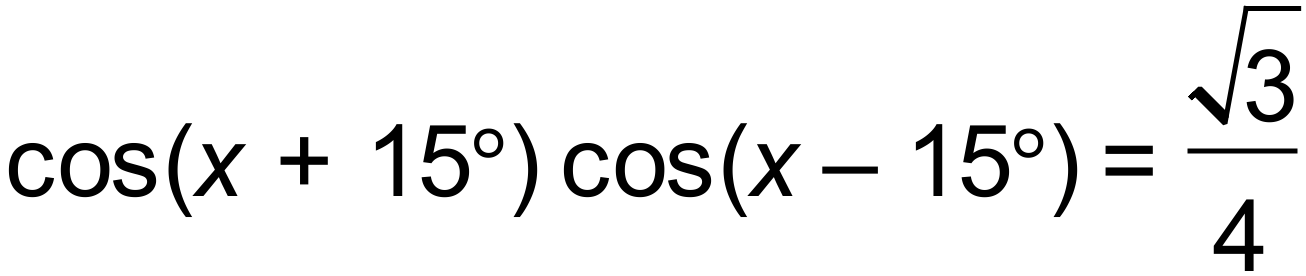 cos(x + 15°) cos(x – 15°) = √3/4